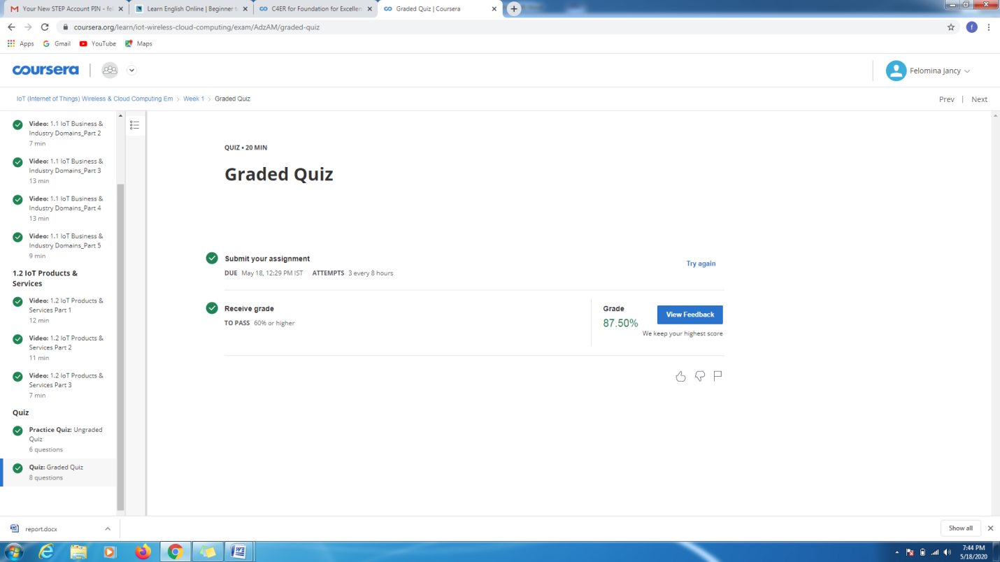 Your New STEP Account PIN - fel
Learn English Online | Beginner t
C4ER for Foundation for Excellen
Graded Quiz | Coursera
coursera.org/learn/iot-wireless-cloud-computing/exam/AdzAM/graded-quiz
f
Apps
Gmail
YouTube
Maps
coursera
Felomina Jancy
IoT (Internet of Things) Wireless & Cloud Computing Em > Week 1 > Graded Quiz
Prev | Next
Video: 1.1 IoT Business &
Industry Domains_Part 2
7 min
Video: 1.1 IoT Business &
Industry Domains_Part 3
13 min
Video: 1.1 IoT Business &
Industry Domains_Part 4
13 min
Video: 1.1 IoT Business &
Industry Domains_Part 5
9 min
1.2 IoT Products &
Services
Video: 1.2 IoT Products &
Services Part 1
12 min
Video: 1.2 IoT Products &
Services Part 2
11 min
Video: 1.2 IoT Products &
Services Part 3
7 min
Quiz
Practice Quiz: Ungraded
Quiz
6 questions
Quiz: Graded Quiz
8 questions
QUIZ • 20 MIN
Graded Quiz
Submit your assignment
DUE May 18, 12:29 PM IST ATTEMPTS 3 every 8 hours
Try again
Receive grade
TO PASS 60% or higher
Grade
87.50%
View Feedback
We keep your highest score
report.docx
Show all
7:44 PM
5/18/2020